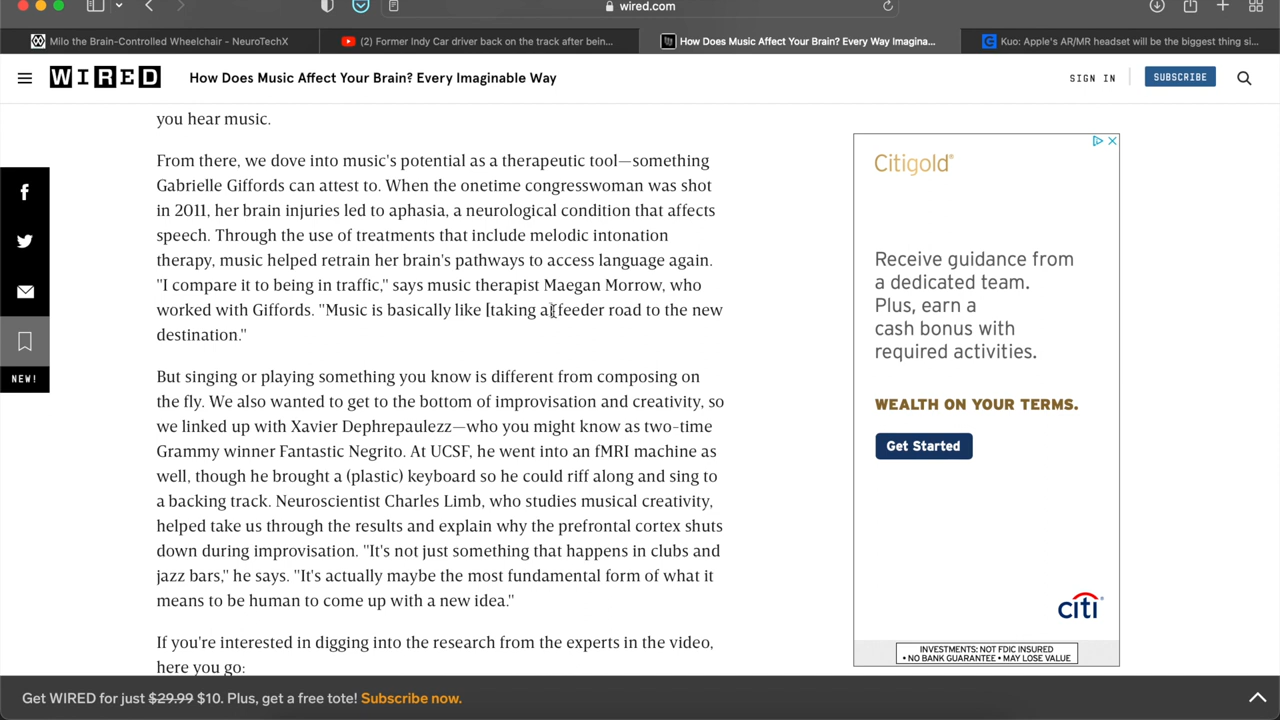 wired.com
Milo the Brain-Controlled Wheelchair - NeuroTechX
(2) Former Indy Car driver back on the track after bein...
How Does Music Affect Your Brain? Every Way Imagina...
Kuo: Apple's AR/MR headset will be the biggest thing si...
WIRED
How Does Music Affect Your Brain? Every Imaginable Way
SIGN IN
SUBSCRIBE
you hear music.
From there, we dove into music's potential as a therapeutic tool—something
Gabrielle Giffords can attest to. When the onetime congresswoman was shot
in 2011, her brain injuries led to aphasia, a neurological condition that affects
speech. Through the use of treatments that include melodic intonation
therapy, music helped retrain her brain's pathways to access language again.
"I compare it to being in traffic," says music therapist Maegan Morrow, who
worked with Giffords. "Music is basically like [taking a] feeder road to the new
destination."
But singing or playing something you know is different from composing on
the fly. We also wanted to get to the bottom of improvisation and creativity, so
we linked up with Xavier Dephrepaulezz—who you might know as two-time
Grammy winner Fantastic Negrito. At UCSF, he went into an fMRI machine as
well, though he brought a (plastic) keyboard so he could riff along and sing to
a backing track. Neuroscientist Charles Limb, who studies musical creativity,
helped take us through the results and explain why the prefrontal cortex shuts
down during improvisation. "It's not just something that happens in clubs and
jazz bars," he says. "It's actually maybe the most fundamental form of what it
means to be human to come up with a new idea."
If you're interested in digging into the research from the experts in the video,
here you go:
NEW!
Citigold®
Receive guidance from
a dedicated team.
Plus, earn a
cash bonus with
required activities.
WEALTH ON YOUR TERMS.
Get Started
citi®
INVESTMENTS: NOT FDIC INSURED
• NO BANK GUARANTEE • MAY LOSE VALUE
Get WIRED for just $29.99 $10. Plus, get a free tote! Subscribe now.